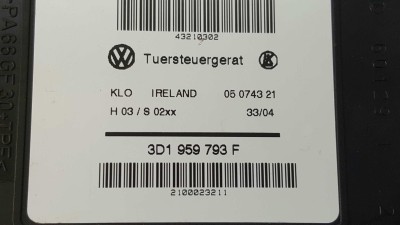 43210302
Tuersteuergerat
KLO IRELAND 05 0743 21
H 03 / S 02xx 33/04
3D1 959 793 F
2100023211